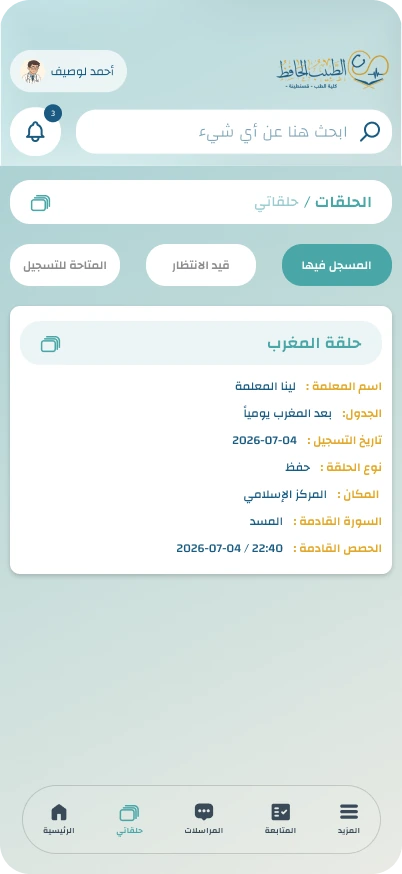 الطبيب الحافظ
- كلية الطب - قسنطينة -
أحمد لوصيف
3
ابحث هنا عن أي شيء
الحلقات / حلقاتي
المسجل فيها
قيد الانتظار
المتاحة للتسجيل
حلقة المغرب
اسم المعلمة : لينا المعلمة
الجدول: بعد المغرب يومياً
تاريخ التسجيل : 2026-07-04
نوع الحلقة : حفظ
المكان : المركز الإسلامي
السورة القادمة : المسد
الحصص القادمة : 22:40 / 2026-07-04
المزيد
المتابعة
المراسلات
حلقاتي
الرئيسية